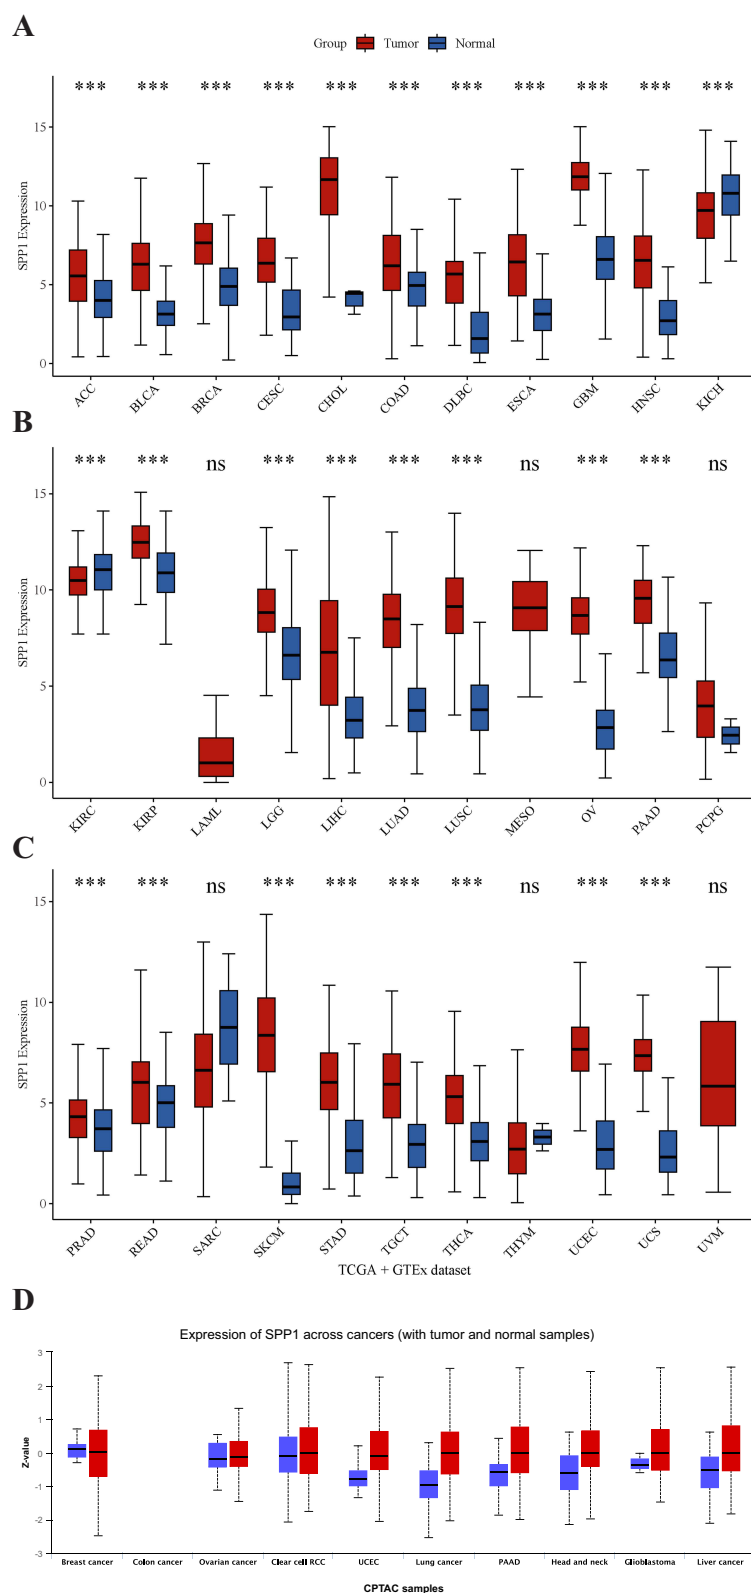 A
Group Tumor Normal
*** *** *** *** *** *** *** *** *** *** ***
SPP1 Expression
15
10
5
0
ACC BLCA BRCA CESC CHOL COAD DLBC ESCA GBM HNSC KICH
B
*** *** ns *** *** *** *** ns *** *** ns
SPP1 Expression
15
10
5
0
KIRC KIRP LAML LGG LIHC LUAD LUSC MESO OV PAAD PCPG
C
*** *** ns *** *** *** *** ns *** *** ns
SPP1 Expression
15
10
5
0
PRAD READ SARC SKCM STAD TGCT THCA THYM UCEC UCS UVM
TCGA + GTEx dataset
D
Expression of SPP1 across cancers (with tumor and normal samples)
Z-value
3
2
1
0
-1
-2
-3
Breast cancer Colon cancer Ovarian cancer Clear cell RCC UCEC Lung cancer PAAD Head and neck Glioblastoma Liver cancer
CPTAC samples